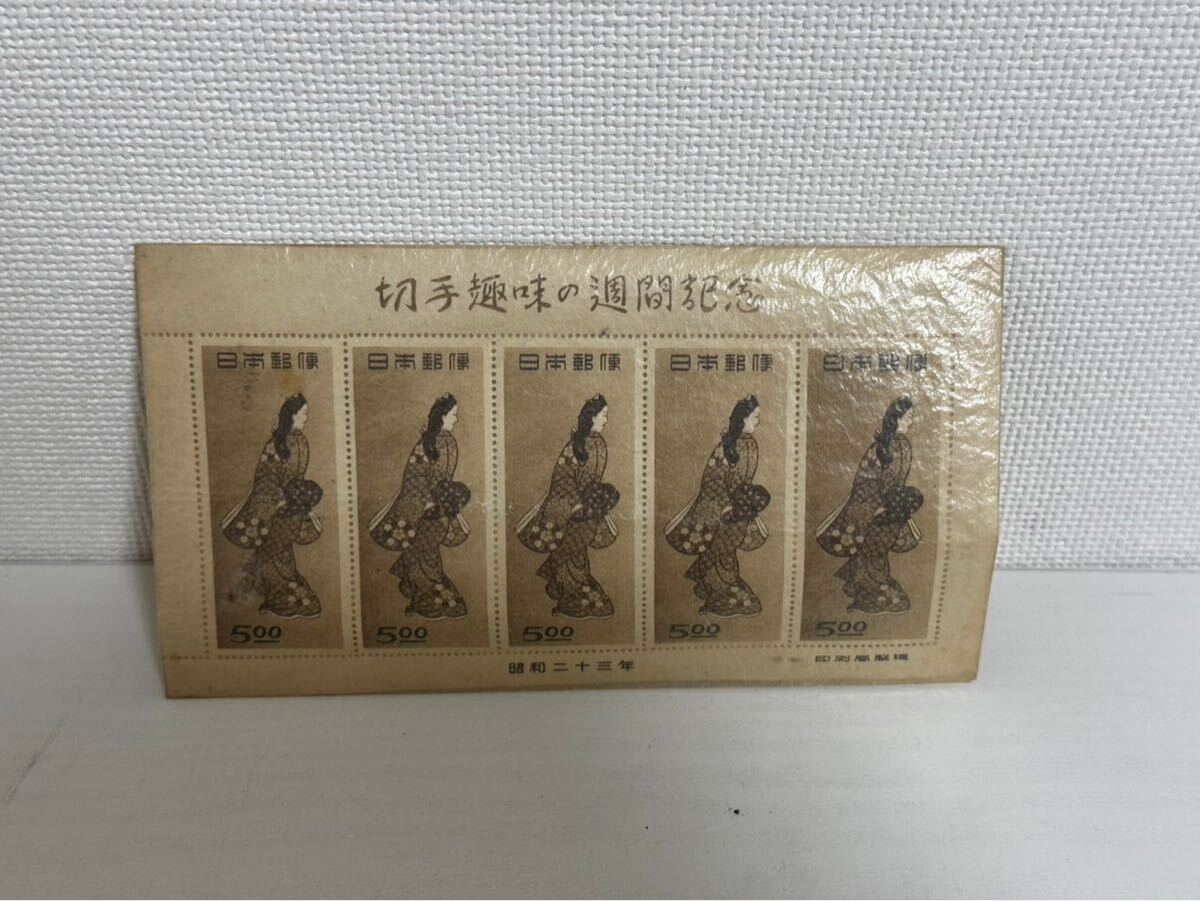 切手趣味の週間記念
日本郵便 日本郵便 日本郵便 日本郵便 日本郵便
5.00 5.00 5.00 5.00 5.00
昭和二十三年
印刷局製造